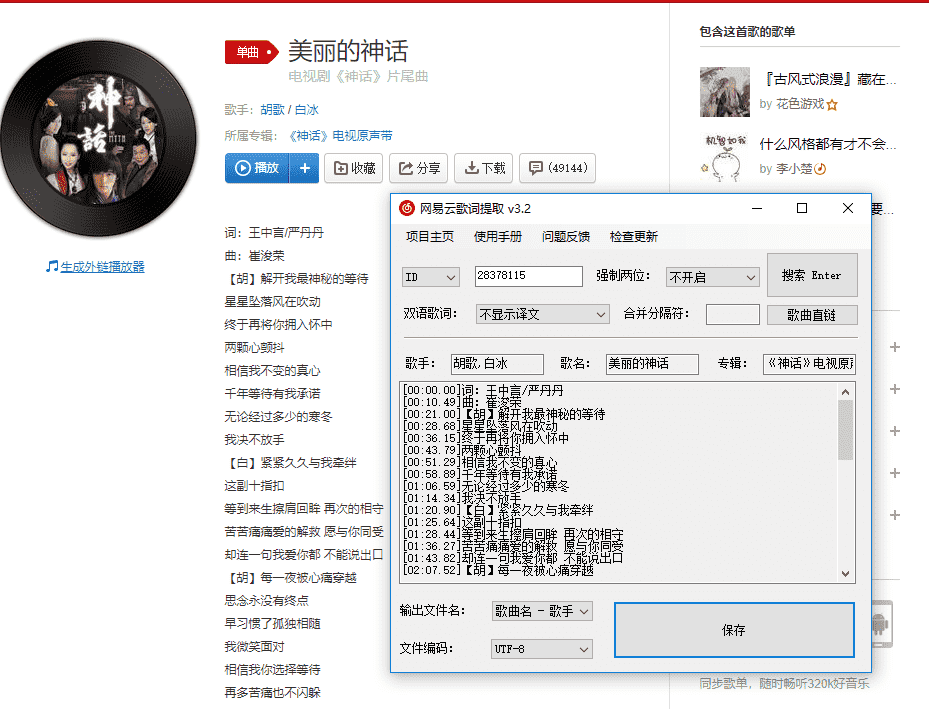 神話
THE MYTH
单曲
美丽的神话
电视剧《神话》片尾曲
歌手：胡歌 / 白冰
所属专辑：《神话》电视原声带
播放 + 收藏 分享 下载 (49144)
生成外链播放器
词：王中言/严丹丹
曲：崔浚荣
【胡】解开我最神秘的等待
星星坠落风在吹动
终于再将你拥入怀中
两颗心颤抖
相信我不变的真心
千年等待有我承诺
无论经过多少的寒冬
我决不放手
【白】紧紧久久与我牵绊
这副十指扣
等到来生擦肩回眸 再次的相守
苦苦痛痛爱的解救 愿与你同受
却连一句我爱你都 不能说出口
【胡】每一夜被心痛穿越
思念永没有终点
早习惯了孤独相随
我微笑面对
相信我你选择等待
再多苦痛也不闪躲
包含这首歌的歌单
『古风式浪漫』藏在...
by 花色游戏
机智如我
什么风格都有才不会...
by 李小楚
要...
网易云歌词提取 v3.2
项目主页 使用手册 问题反馈 检查更新
ID 28378115 强制两位： 不开启 搜索 Enter
双语歌词： 不显示译文 合并分隔符： 歌曲直链
歌手： 胡歌,白冰 歌名： 美丽的神话 专辑： 《神话》电视原
[00:00.00]词：王中言/严丹丹
[00:10.49]曲：崔浚荣
[00:21.00]【胡】解开我最神秘的等待
[00:28.68]星星坠落风在吹动
[00:36.15]终于再将你拥入怀中
[00:43.79]两颗心颤抖
[00:51.29]相信我不变的真心
[00:58.89]千年等待有我承诺
[01:06.59]无论经过多少的寒冬
[01:14.34]我决不放手
[01:20.90]【白】紧紧久久与我牵绊
[01:25.64]这副十指扣
[01:28.44]等到来生擦肩回眸 再次的相守
[01:36.27]苦苦痛痛爱的解救 愿与你同受
[01:43.82]却连一句我爱你都 不能说出口
[02:07.52]【胡】每一夜被心痛穿越
输出文件名： 歌曲名 - 歌手
文件编码： UTF-8
保存
同步歌单，随时畅听320k好音乐